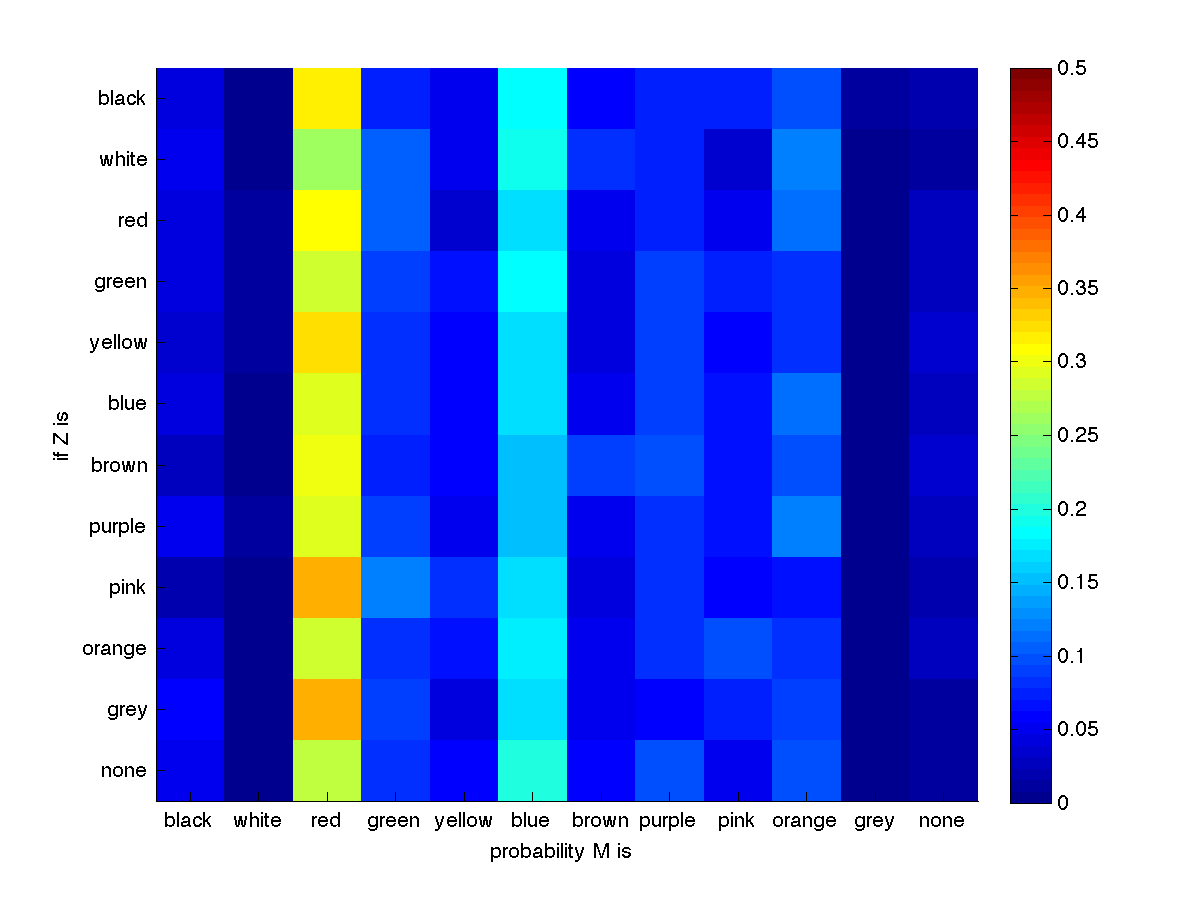 black
white
red
green
yellow
blue
brown
purple
pink
orange
grey
none
if Z is
black white red green yellow blue brown purple pink orange grey none
probability M is
0.5
0.45
0.4
0.35
0.3
0.25
0.2
0.15
0.1
0.05
0